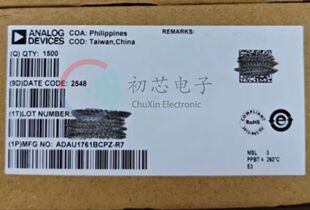 ANALOG DEVICES
COA: Philippines
COD: Taiwan,China
REMARKS:
(Q) QTY: 1500
(9D)DATE CODE: 2548
初芯电子
ChuXin Electronic
(1T)LOT NUMBER:
COMPLIANT
RoHS
e
(1P)MFG NO: ADAU1761BCPZ-R7
MSL 3
PPBT = 260°C
E3